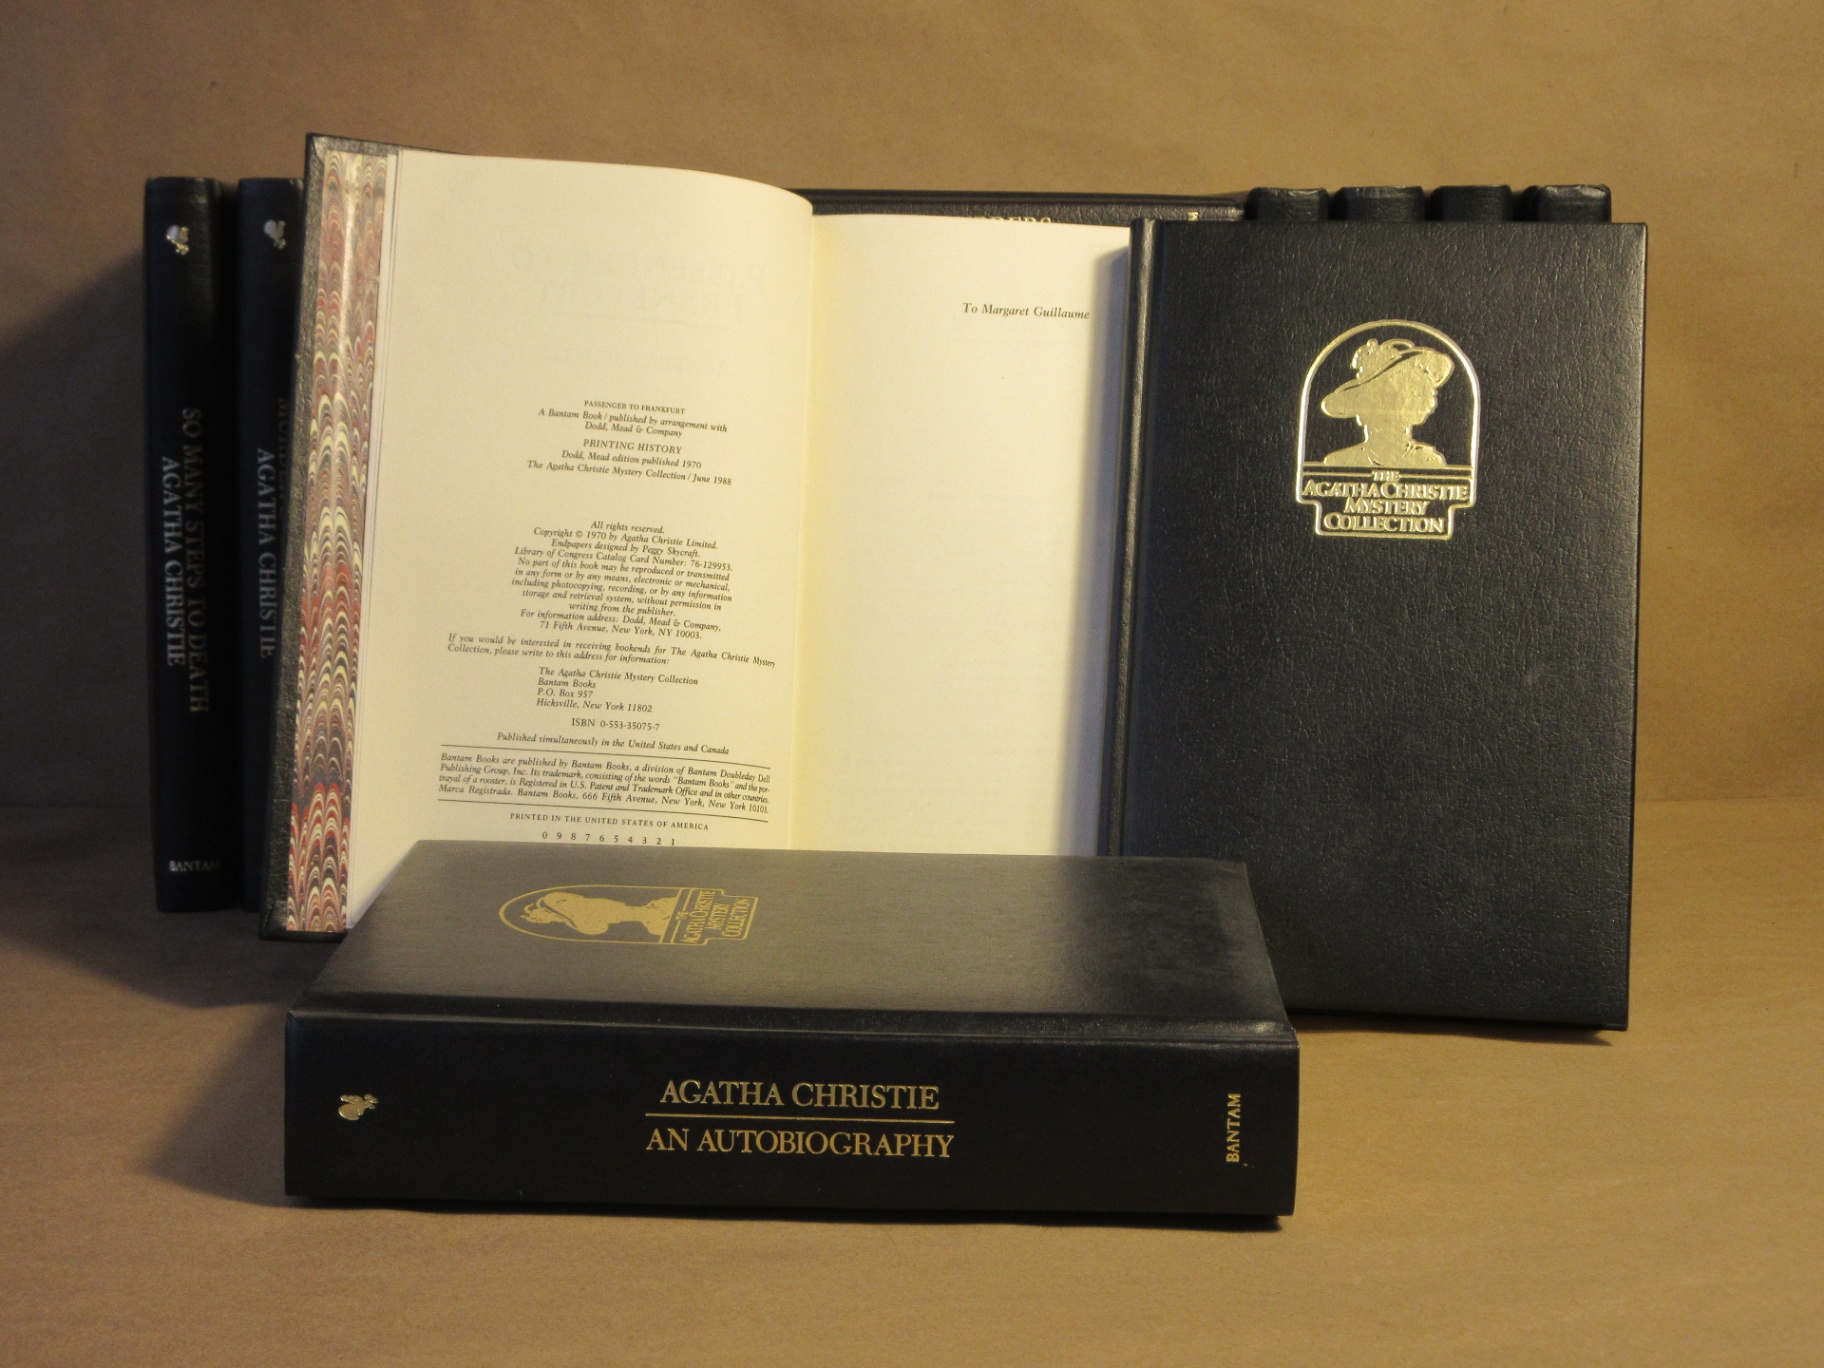 SO MANY STEPS TO DEATH
AGATHA CHRISTIE
BANTAM
AGATHA CHRISTIE
PASSENGER TO FRANKFURT
A Bantam Book / published by arrangement with
Dodd, Mead & Company
PRINTING HISTORY
Dodd, Mead edition published 1970
The Agatha Christie Mystery Collection / June 1988
All rights reserved.
Copyright © 1970 by Agatha Christie Limited.
Endpapers designed by Peggy Skycraft.
Library of Congress Catalog Card Number: 76-129953.
No part of this book may be reproduced or transmitted
in any form or by any means, electronic or mechanical,
including photocopying, recording, or by any information
storage and retrieval system, without permission in
writing from the publisher.
For information address: Dodd, Mead & Company,
71 Fifth Avenue, New York, NY 10003.
If you would be interested in receiving bookends for The Agatha Christie Mystery
Collection, please write to this address for information:
The Agatha Christie Mystery Collection
Bantam Books
P.O. Box 957
Hicksville, New York 11802
ISBN 0-553-35075-7
Published simultaneously in the United States and Canada
Bantam Books are published by Bantam Books, a division of Bantam Doubleday Dell
Publishing Group, Inc. Its trademark, consisting of the words "Bantam Books" and the por-
trayal of a rooster, is Registered in U.S. Patent and Trademark Office and in other countries.
Marca Registrada. Bantam Books, 666 Fifth Avenue, New York, New York 10103.
PRINTED IN THE UNITED STATES OF AMERICA
0 9 8 7 6 5 4 3 2 1
To Margaret Guillaume
THE
AGATHA CHRISTIE
MYSTERY
COLLECTION
THE
AGATHA CHRISTIE
MYSTERY
COLLECTION
AGATHA CHRISTIE
AN AUTOBIOGRAPHY
BANTAM